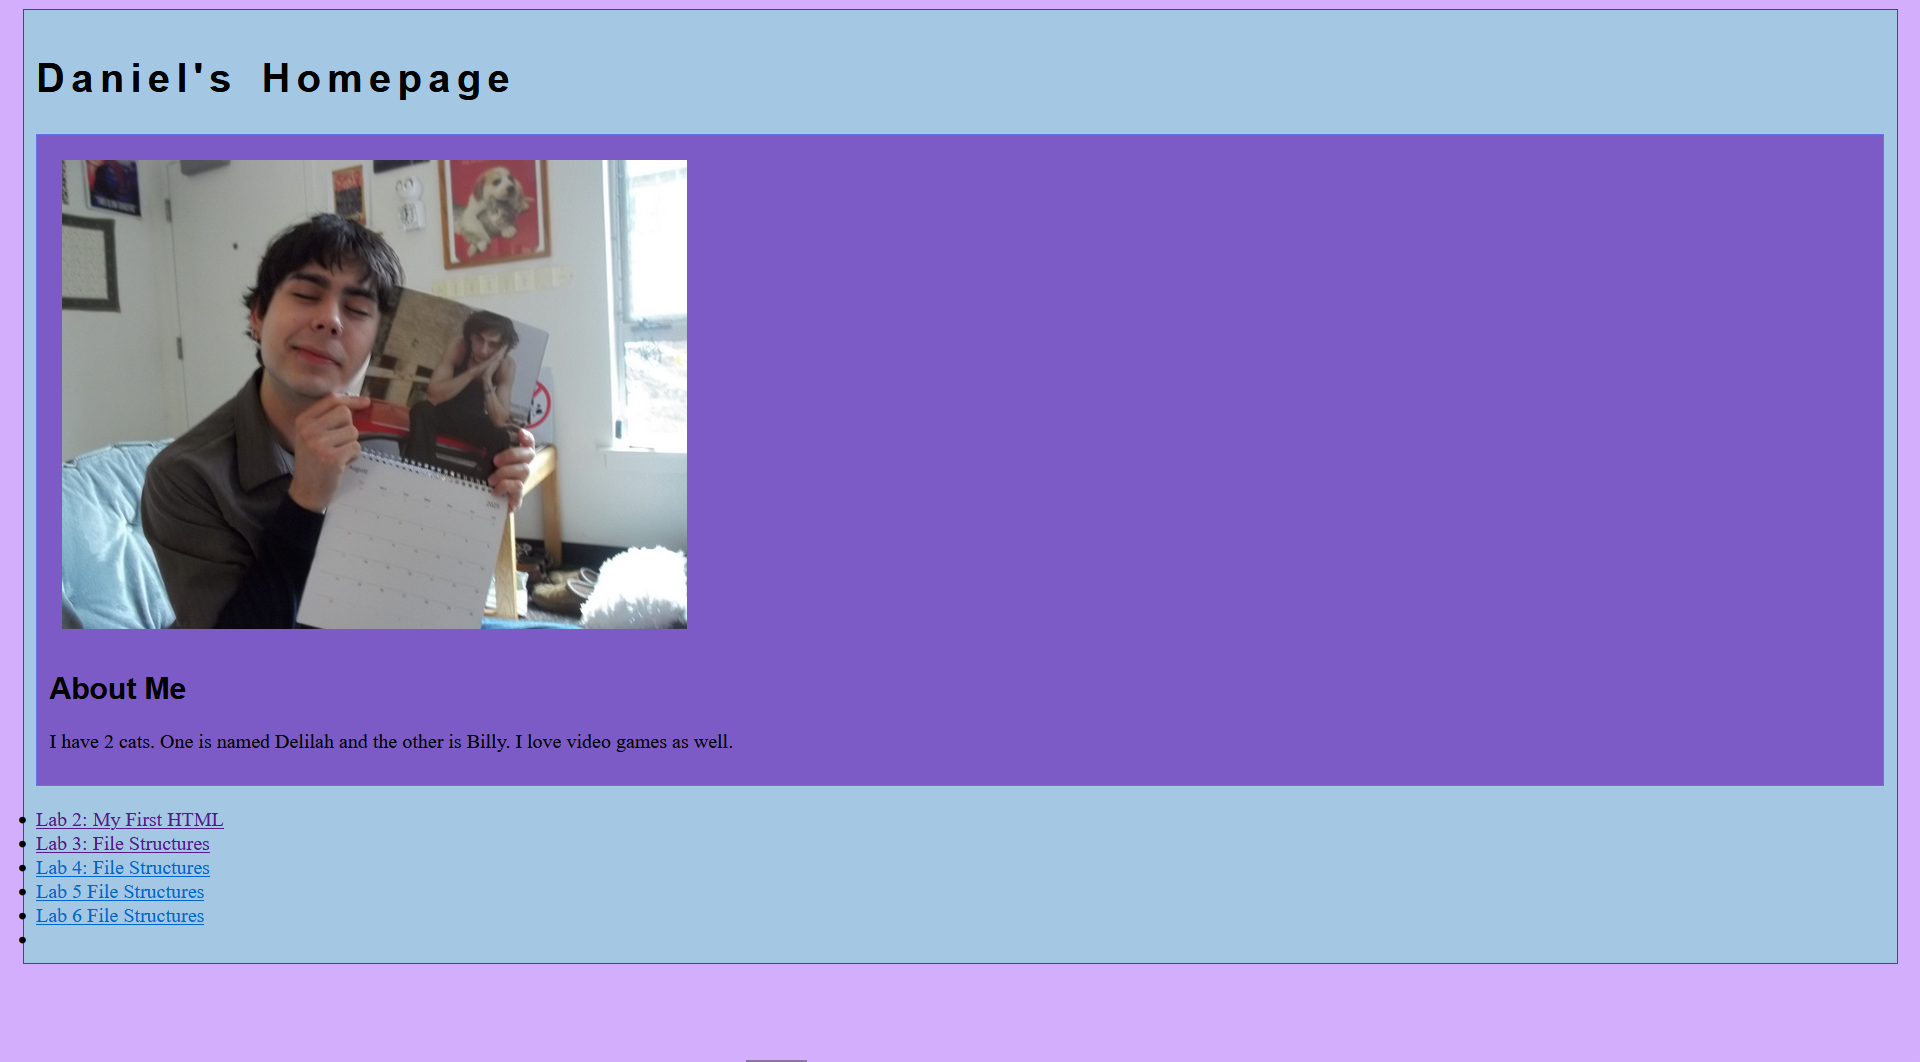 Daniel's Homepage
August
2025
About Me
I have 2 cats. One is named Delilah and the other is Billy. I love video games as well.
Lab 2: My First HTML
Lab 3: File Structures
Lab 4: File Structures
Lab 5 File Structures
Lab 6 File Structures